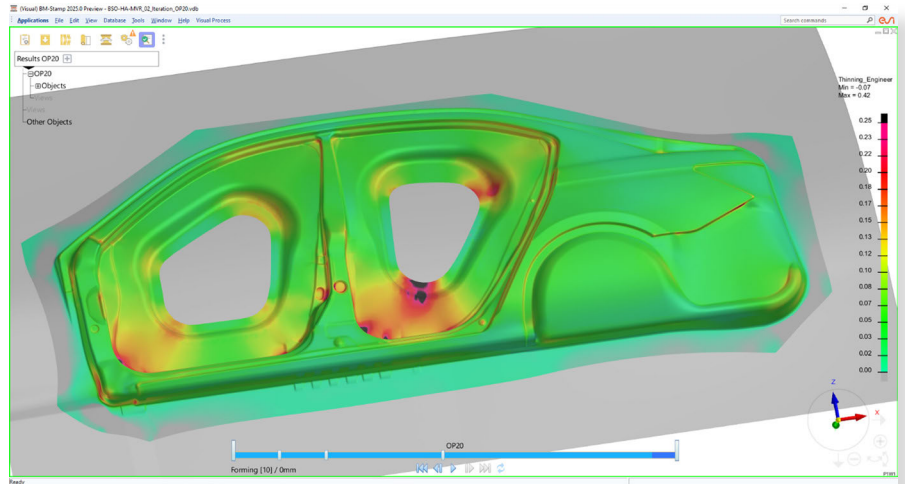 (Visual) BM-Stamp 2025.0 Preview - BSO-HA-MVR_02_Iteration_OP20.vdb
Applications File Edit View Database Tools Window Help Visual Process
Search commands
esi
Results OP20
OP20
Objects
Other Objects
Thinning_Engineer
Min = -0.07
Max = 0.42
0.25
0.23
0.22
0.20
0.18
0.17
0.15
0.13
0.12
0.10
0.08
0.07
0.05
0.03
0.02
0.00
Z
X
OP20
Forming [10] / 0mm
Ready